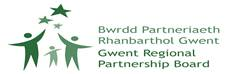 Bwrdd Partneriaeth
Rhanbarthol Gwent
Gwent Regional
Partnership Board